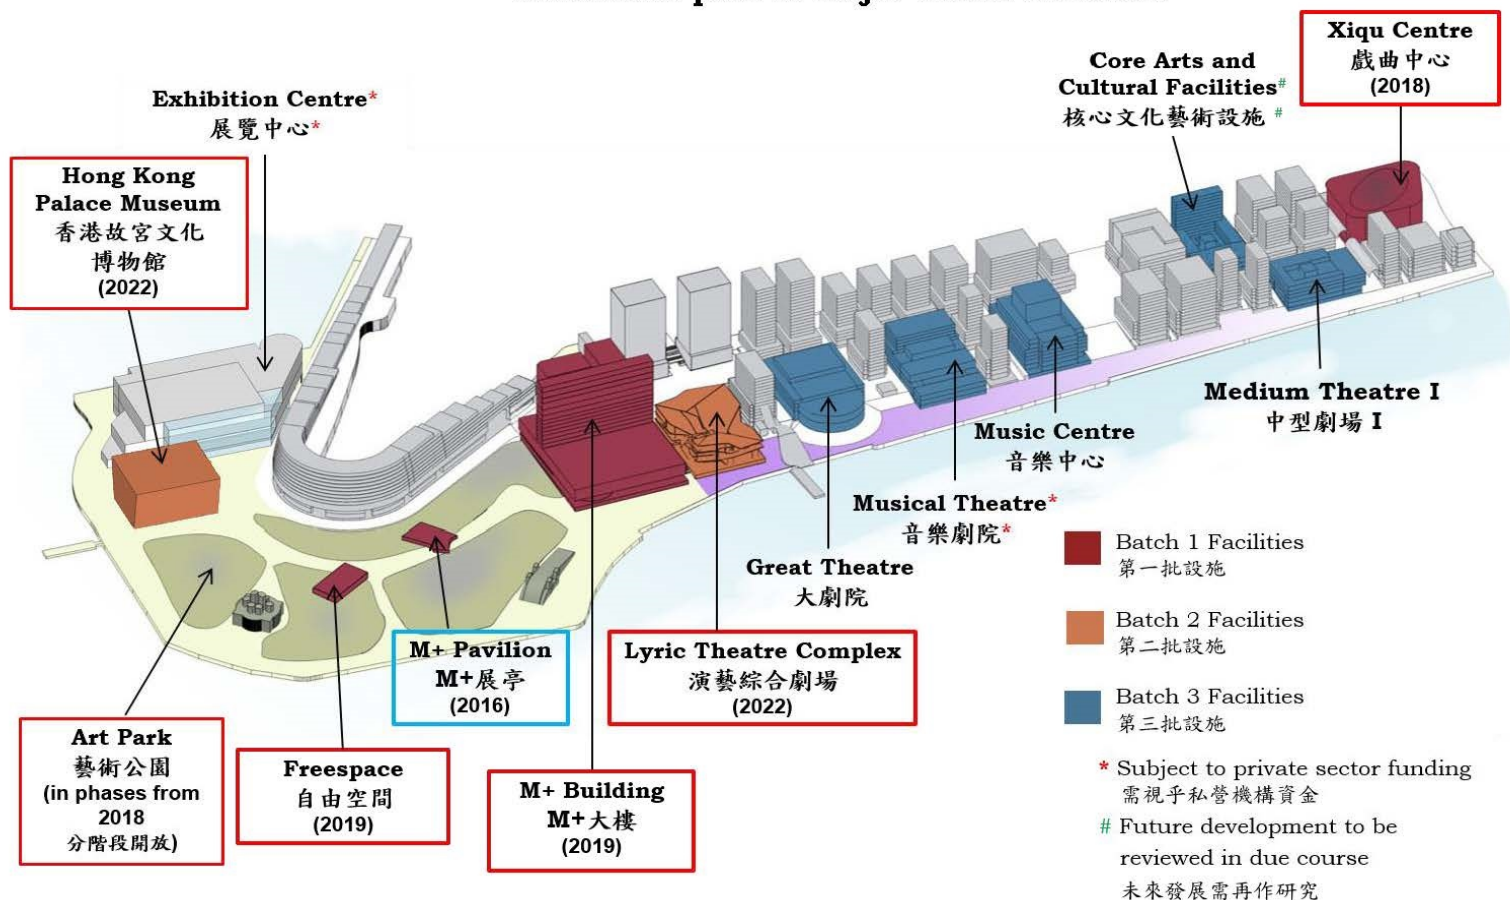 Exhibition Centre*
展覽中心*
Hong Kong
Palace Museum
香港故宮文化
博物館
(2022)
Core Arts and
Cultural Facilities#
核心文化藝術設施 #
Xiqu Centre
戲曲中心
(2018)
Medium Theatre I
中型劇場 I
Music Centre
音樂中心
Musical Theatre*
音樂劇院*
Great Theatre
大劇院
Lyric Theatre Complex
演藝綜合劇場
(2022)
M+ Pavilion
M+展亭
(2016)
M+ Building
M+大樓
(2019)
Freespace
自由空間
(2019)
Art Park
藝術公園
(in phases from
2018
分階段開放)
Batch 1 Facilities
第一批設施
Batch 2 Facilities
第二批設施
Batch 3 Facilities
第三批設施
* Subject to private sector funding
需視乎私營機構資金
# Future development to be
reviewed in due course
未來發展需再作研究